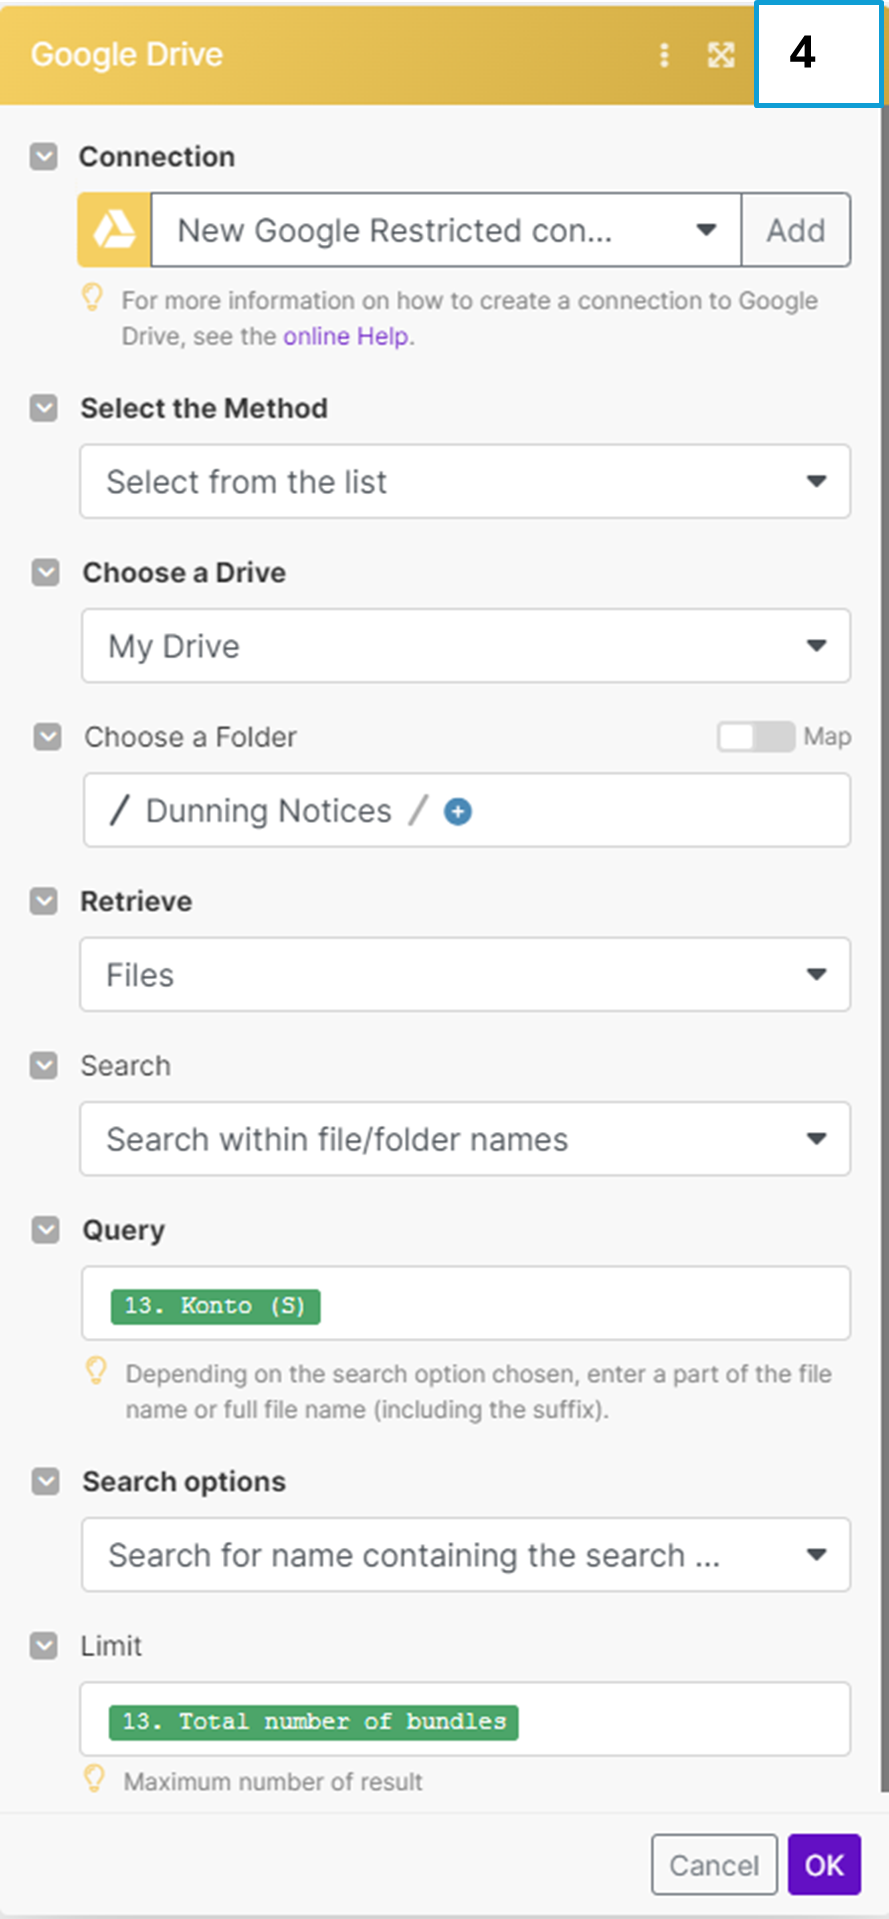 Google Drive
4
Connection
New Google Restricted con...
Add
For more information on how to create a connection to Google
Drive, see the online Help.
Select the Method
Select from the list
Choose a Drive
My Drive
Choose a Folder
Map
/ Dunning Notices /
Retrieve
Files
Search
Search within file/folder names
Query
13. Konto (S)
Depending on the search option chosen, enter a part of the file
name or full file name (including the suffix).
Search options
Search for name containing the search ...
Limit
13. Total number of bundles
Maximum number of result
Cancel
OK